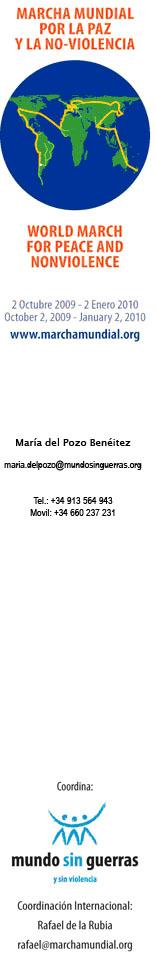 MARCHA MUNDIAL
POR LA PAZ
Y LA NO-VIOLENCIA
WORLD MARCH
FOR PEACE AND
NONVIOLENCE
2 Octubre 2009 - 2 Enero 2010
October 2, 2009 - January 2, 2010
www.marchamundial.org
María del Pozo Benéitez
maria.delpozo@mundosinguerras.org
Tel.: +34 913 564 943
Movil: +34 660 237 231
Coordina:
mundo sin guerras
y sin violencia
Coordinación Internacional:
Rafael de la Rubia
rafael@marchamundial.org